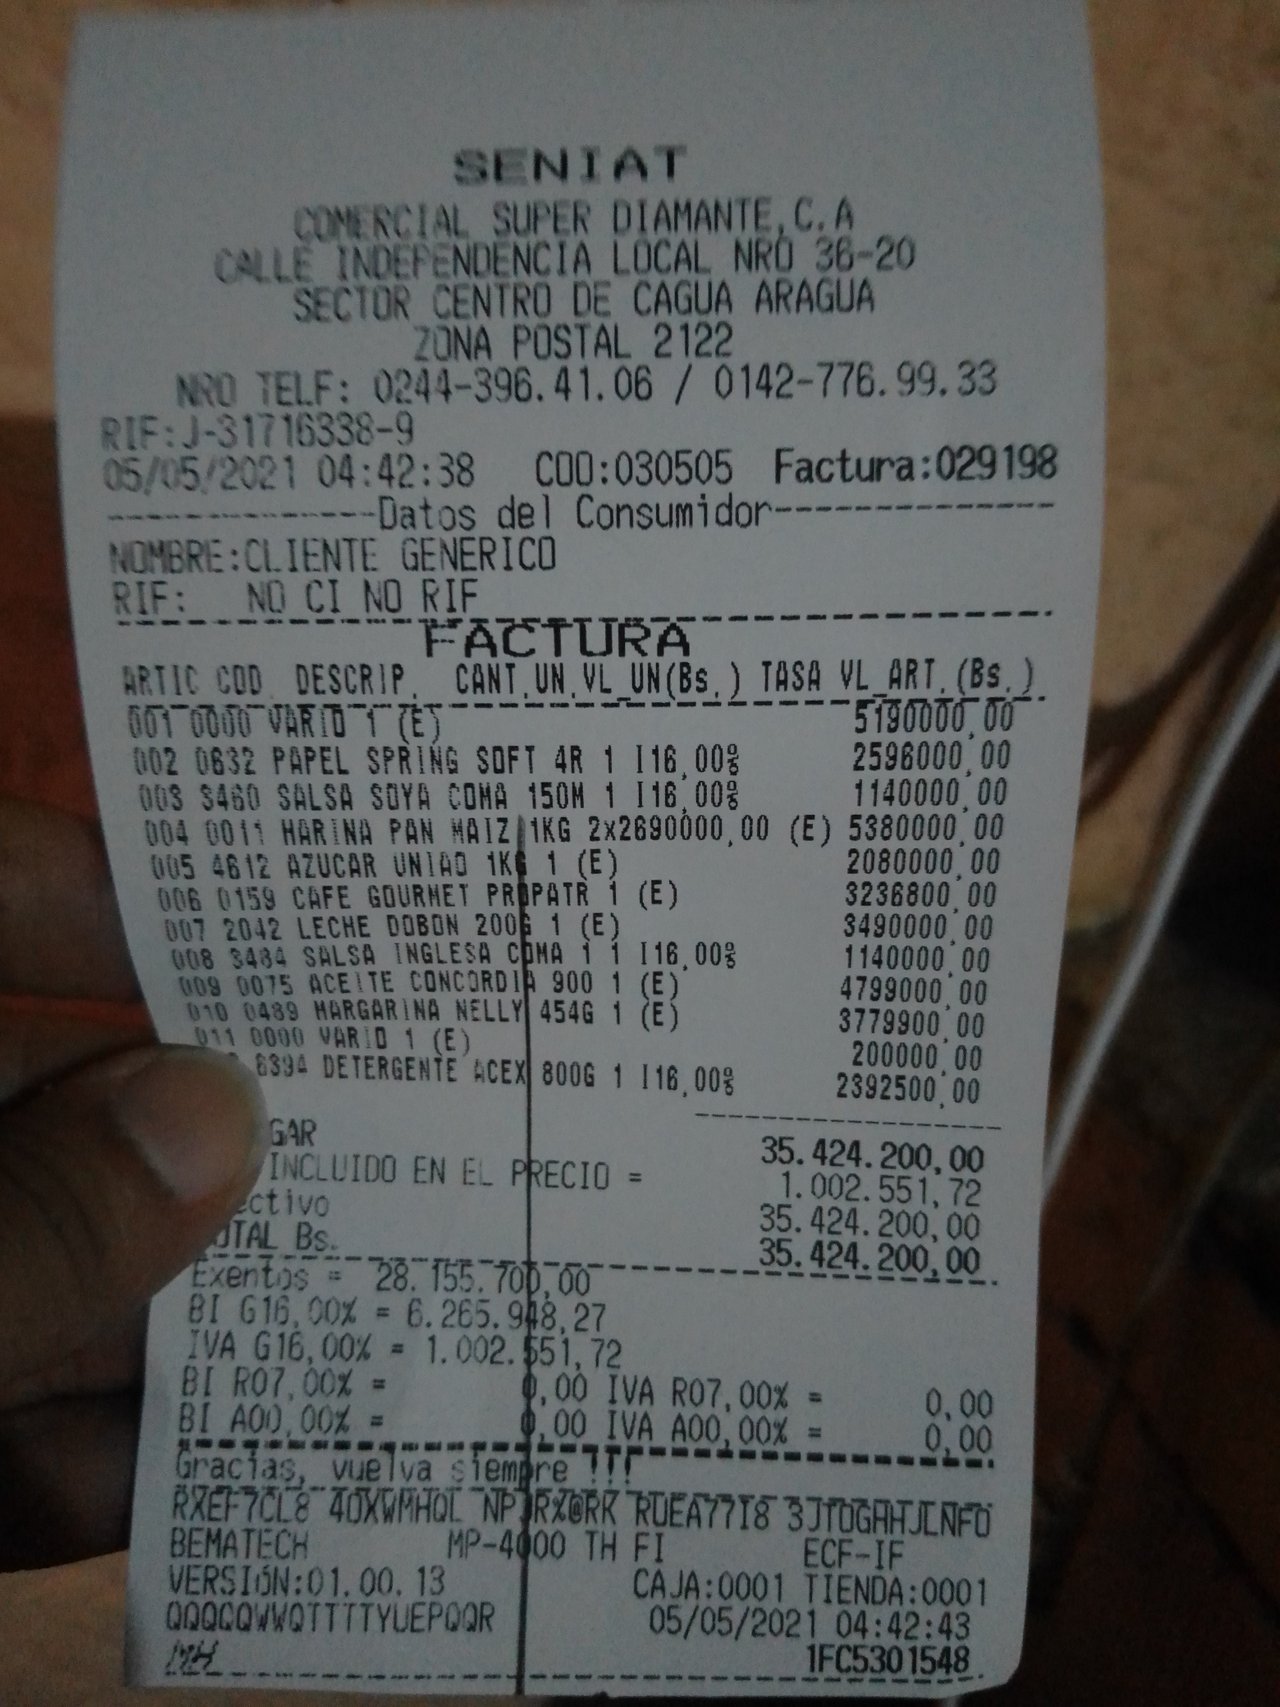 SENIAT
COMERCIAL SUPER DIAMANTE,C.A
CALLE INDEPENDENCIA LOCAL NRO 36-20
SECTOR CENTRO DE CAGUA ARAGUA
ZONA POSTAL 2122
NRO TELF: 0244-396.41.06 / 0142-776.99.33
RIF:J-31716338-9
05/05/2021 04:42:38 COO:030505 Factura:029198
--------------Datos del Consumidor--------------
NOMBRE:CLIENTE GENERICO
RIF: NO CI NO RIF
FACTURA
ARTIC COD DESCRIP. CANT.UN.VL_UN(Bs.) TASA VL_ART.(Bs.)
001 0000 VARIO 1 (E) 5190000,00
002 0632 PAPEL SPRING SOFT 4R 1 I16,00% 2596000,00
003 3460 SALSA SOYA COMA 150M 1 I16,00% 1140000,00
004 0011 HARINA PAN MAIZ 1KG 2x2690000,00 (E) 5380000,00
005 4612 AZUCAR UNIAO 1KG 1 (E) 2080000,00
006 0159 CAFE GOURMET PROPATR 1 (E) 3236800,00
007 2042 LECHE DOBON 200G 1 (E) 3490000,00
008 3484 SALSA INGLESA COMA 1 1 I16,00% 1140000,00
009 0075 ACEITE CONCORDIA 900 1 (E) 4799000,00
010 0489 MARGARINA NELLY 454G 1 (E) 3779900,00
011 0000 VARIO 1 (E) 200000,00
6394 DETERGENTE ACEX 800G 1 I16,00% 2392500,00
GAR 35.424.200,00
INCLUIDO EN EL PRECIO = 1.002.551,72
ectivo 35.424.200,00
OTAL Bs. 35.424.200,00
Exentos = 28.155.700,00
BI G16,00% = 6.265.948,27
IVA G16,00% = 1.002.551,72
BI R07,00% = 0,00 IVA R07,00% = 0,00
BI A00,00% = 0,00 IVA A00,00% = 0,00
Gracias, vuelva siempre !!!
RXEF7CL8 4OXWMHQL RUEA77I8 3JTOGHHJLNFO
BEMATECH MP-4000 TH FI ECF-IF
VERSIÓN:01.00.13 CAJA:0001 TIENDA:0001
QQQCQWWQTTTTYUEPQQR 05/05/2021 04:42:43
MH 1FC5301548